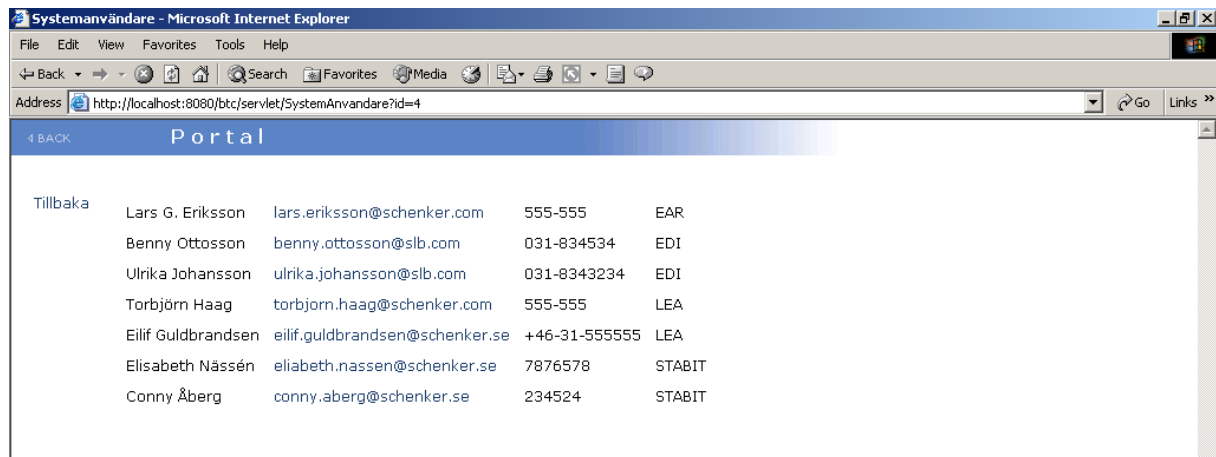 Systemanvändare - Microsoft Internet Explorer
File Edit View Favorites Tools Help
Back Search Favorites Media
Address http://localhost:8080/btc/servlet/SystemAnvandare?id=4 Go Links »
BACK Portal
Tillbaka
Lars G. Eriksson lars.eriksson@schenker.com 555-555 EAR
Benny Ottosson benny.ottosson@slb.com 031-834534 EDI
Ulrika Johansson ulrika.johansson@slb.com 031-8343234 EDI
Torbjörn Haag torbjorn.haag@schenker.com 555-555 LEA
Eilif Guldbrandsen eilif.guldbrandsen@schenker.se +46-31-555555 LEA
Elisabeth Nässén eliabeth.nassen@schenker.se 7876578 STABIT
Conny Åberg conny.aberg@schenker.se 234524 STABIT